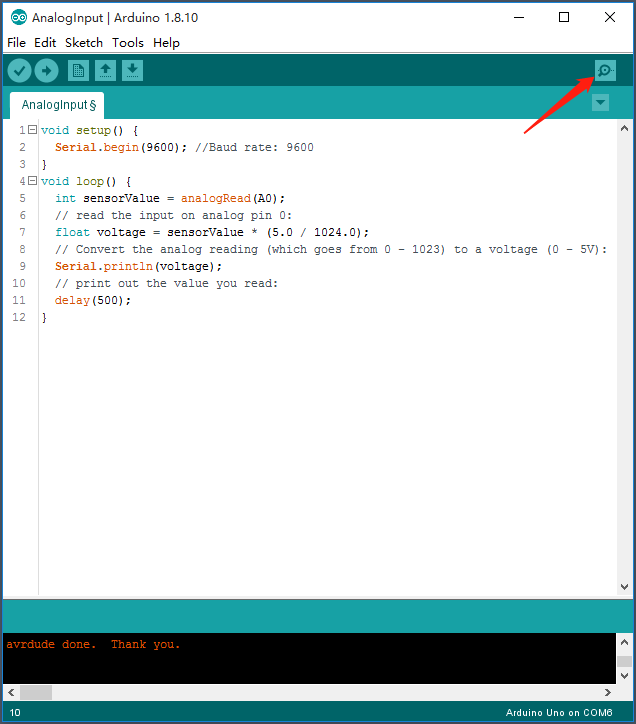 AnalogInput | Arduino 1.8.10
File Edit Sketch Tools Help
AnalogInput §
1 void setup() {
2   Serial.begin(9600); //Baud rate: 9600
3 }
4 void loop() {
5   int sensorValue = analogRead(A0);
6   // read the input on analog pin 0:
7   float voltage = sensorValue * (5.0 / 1024.0);
8   // Convert the analog reading (which goes from 0 - 1023) to a voltage (0 - 5V):
9   Serial.println(voltage);
10   // print out the value you read:
11   delay(500);
12 }
avrdude done.  Thank you.
10 Arduino Uno on COM6